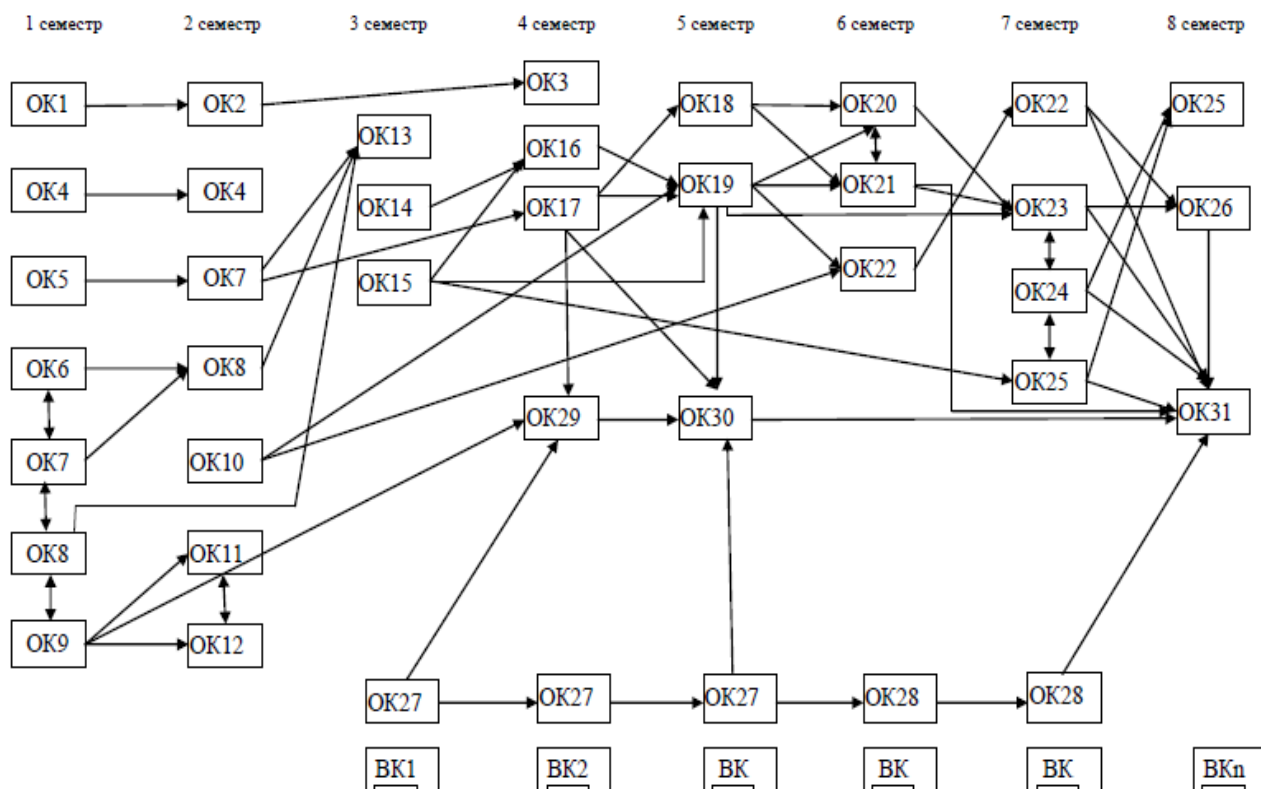 1 семестр 2 семестр 3 семестр 4 семестр 5 семестр 6 семестр 7 семестр 8 семестр
ОК3
ОК1 ОК2 ОК18 ОК20 ОК22 ОК25
ОК13
ОК16
ОК4 ОК4 ОК19 ОК21
ОК14 ОК17 ОК23 ОК26
ОК5 ОК7 ОК15 ОК22
ОК24
ОК6 ОК8 ОК25
ОК29 ОК30 ОК31
ОК7 ОК10
ОК8 ОК11
ОК9 ОК12
ОК27 ОК27 ОК27 ОК28 ОК28
ВК1 ВК2 ВК ВК ВК ВКn